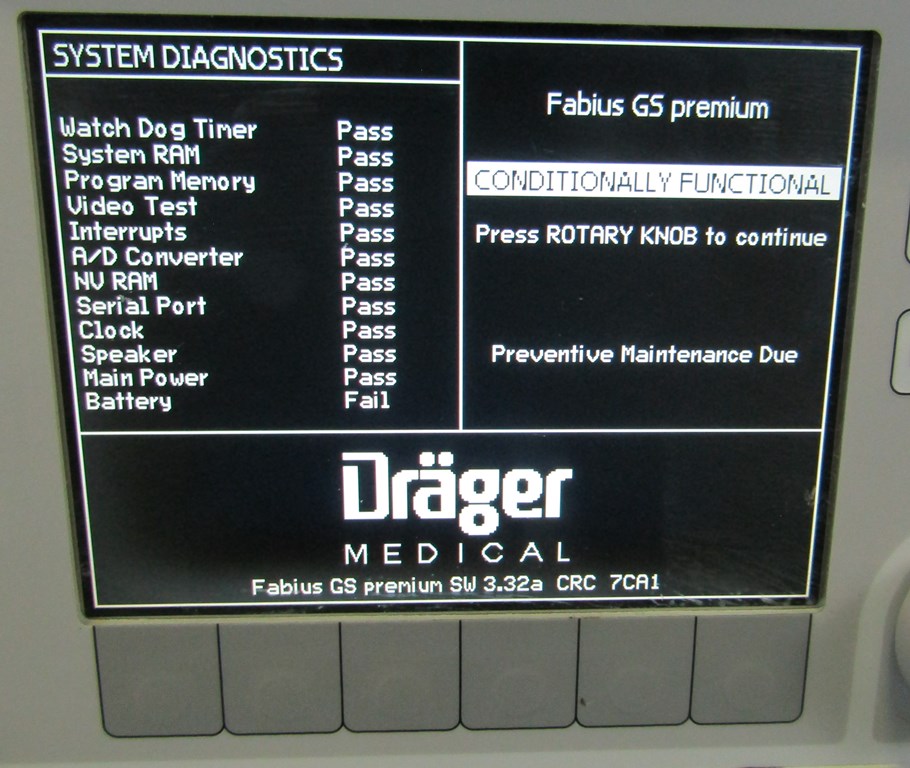 SYSTEM DIAGNOSTICS
Watch Dog Timer Pass
System RAM Pass
Program Memory Pass
Video Test Pass
Interrupts Pass
A/D Converter Pass
NV RAM Pass
Serial Port Pass
Clock Pass
Speaker Pass
Main Power Pass
Battery Fail
Fabius GS premium
CONDITIONALLY FUNCTIONAL
Press ROTARY KNOB to continue
Preventive Maintenance Due
Dräger
MEDICAL
Fabius GS premium SW 3.32a CRC 7CA1